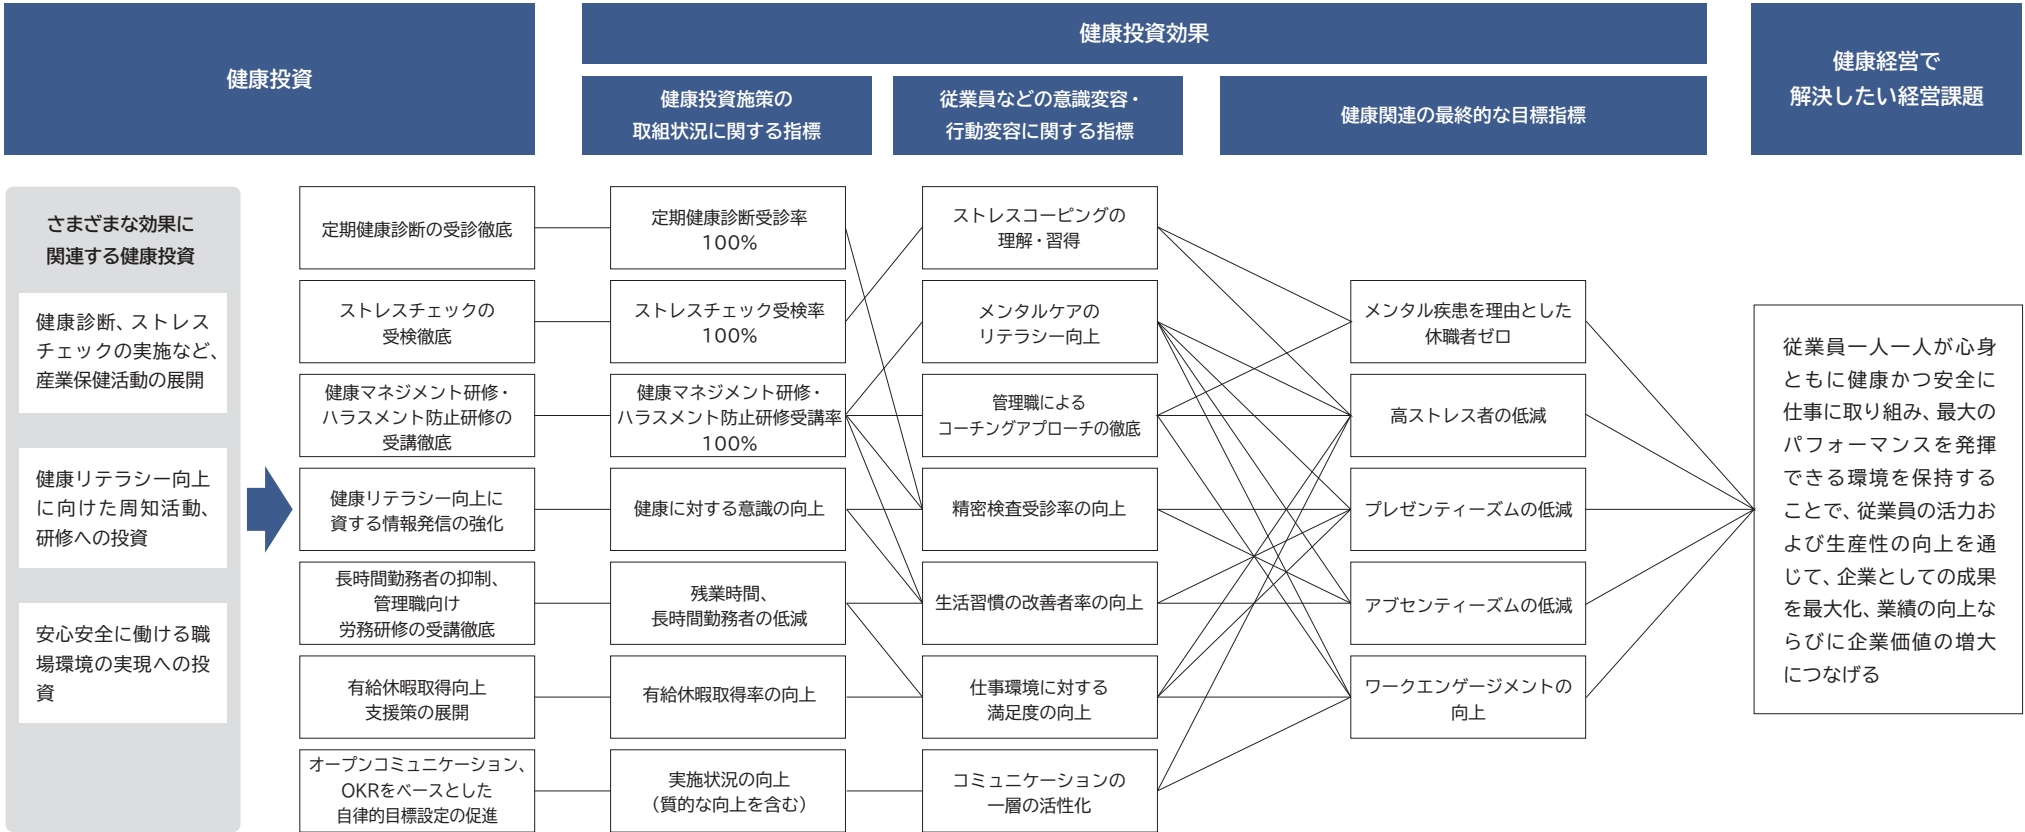 健康投資
健康投資効果
健康投資施策の
取組状況に関する指標
従業員などの意識変容・
行動変容に関する指標
健康関連の最終的な目標指標
健康経営で
解決したい経営課題
さまざまな効果に
関連する健康投資
健康診断、ストレス
チェックの実施など、
産業保健活動の展開
健康リテラシー向上
に向けた周知活動、
研修への投資
安心安全に働ける職
場環境の実現への投
資
定期健康診断の受診徹底
ストレスチェックの
受検徹底
健康マネジメント研修・
ハラスメント防止研修の
受講徹底
健康リテラシー向上に
資する情報発信の強化
長時間勤務者の抑制、
管理職向け
労務研修の受講徹底
有給休暇取得向上
支援策の展開
オープンコミュニケーション、
OKRをベースとした
自律的目標設定の促進
定期健康診断受診率
100%
ストレスチェック受検率
100%
健康マネジメント研修・
ハラスメント防止研修受講率
100%
健康に対する意識の向上
残業時間、
長時間勤務者の低減
有給休暇取得率の向上
実施状況の向上
（質的な向上を含む）
ストレスコーピングの
理解・習得
メンタルケアの
リテラシー向上
管理職による
コーチングアプローチの徹底
精密検査受診率の向上
生活習慣の改善者率の向上
仕事環境に対する
満足度の向上
コミュニケーションの
一層の活性化
メンタル疾患を理由とした
休職者ゼロ
高ストレス者の低減
プレゼンティーズムの低減
アブセンティーズムの低減
ワークエンゲージメントの
向上
従業員一人一人が心身
ともに健康かつ安全に
仕事に取り組み、最大の
パフォーマンスを発揮
できる環境を保持する
ことで、従業員の活力お
よび生産性の向上を通
じて、企業としての成果
を最大化、業績の向上な
らびに企業価値の増大
につなげる